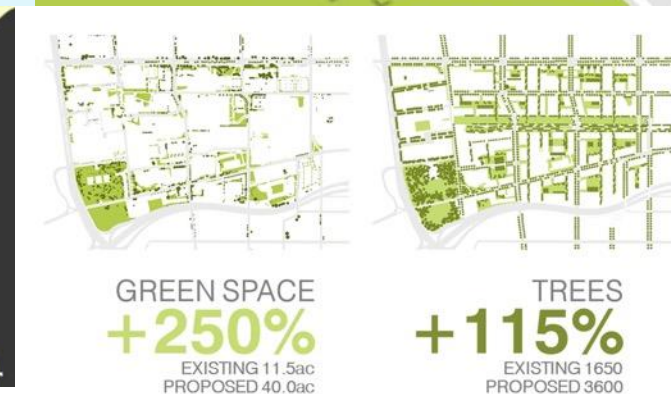 GREEN SPACE
+250%
EXISTING 11.5ac
PROPOSED 40.0ac
TREES
+115%
EXISTING 1650
PROPOSED 3600